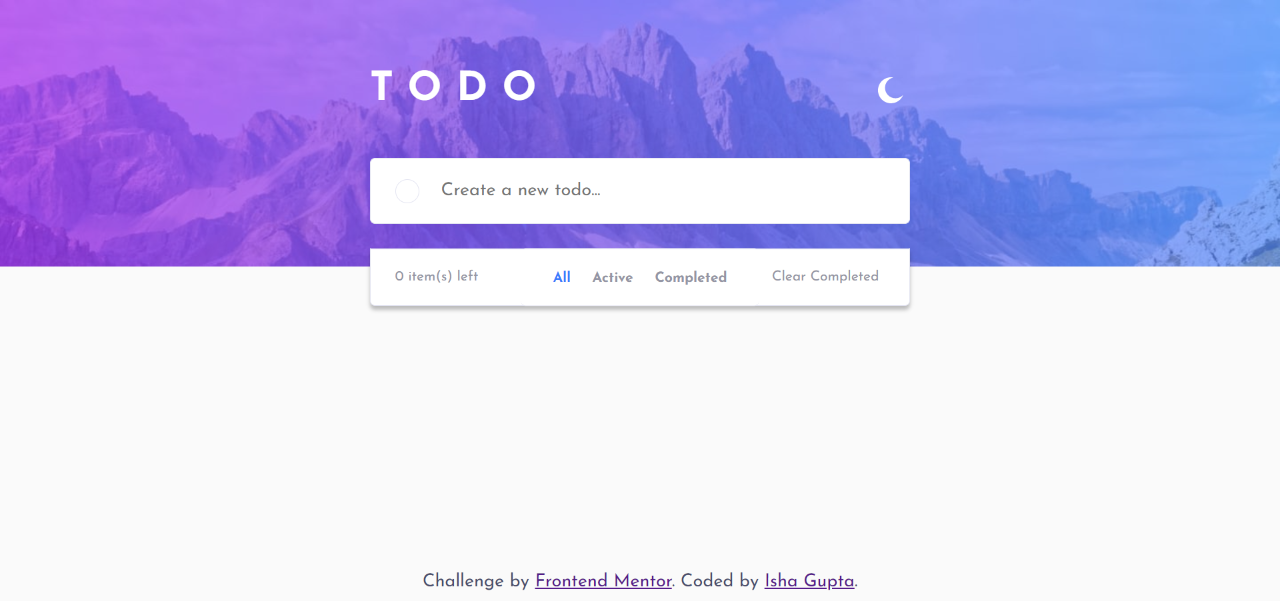 TODO
Create a new todo...
0 item(s) left All Active Completed Clear Completed
Challenge by Frontend Mentor. Coded by Isha Gupta.